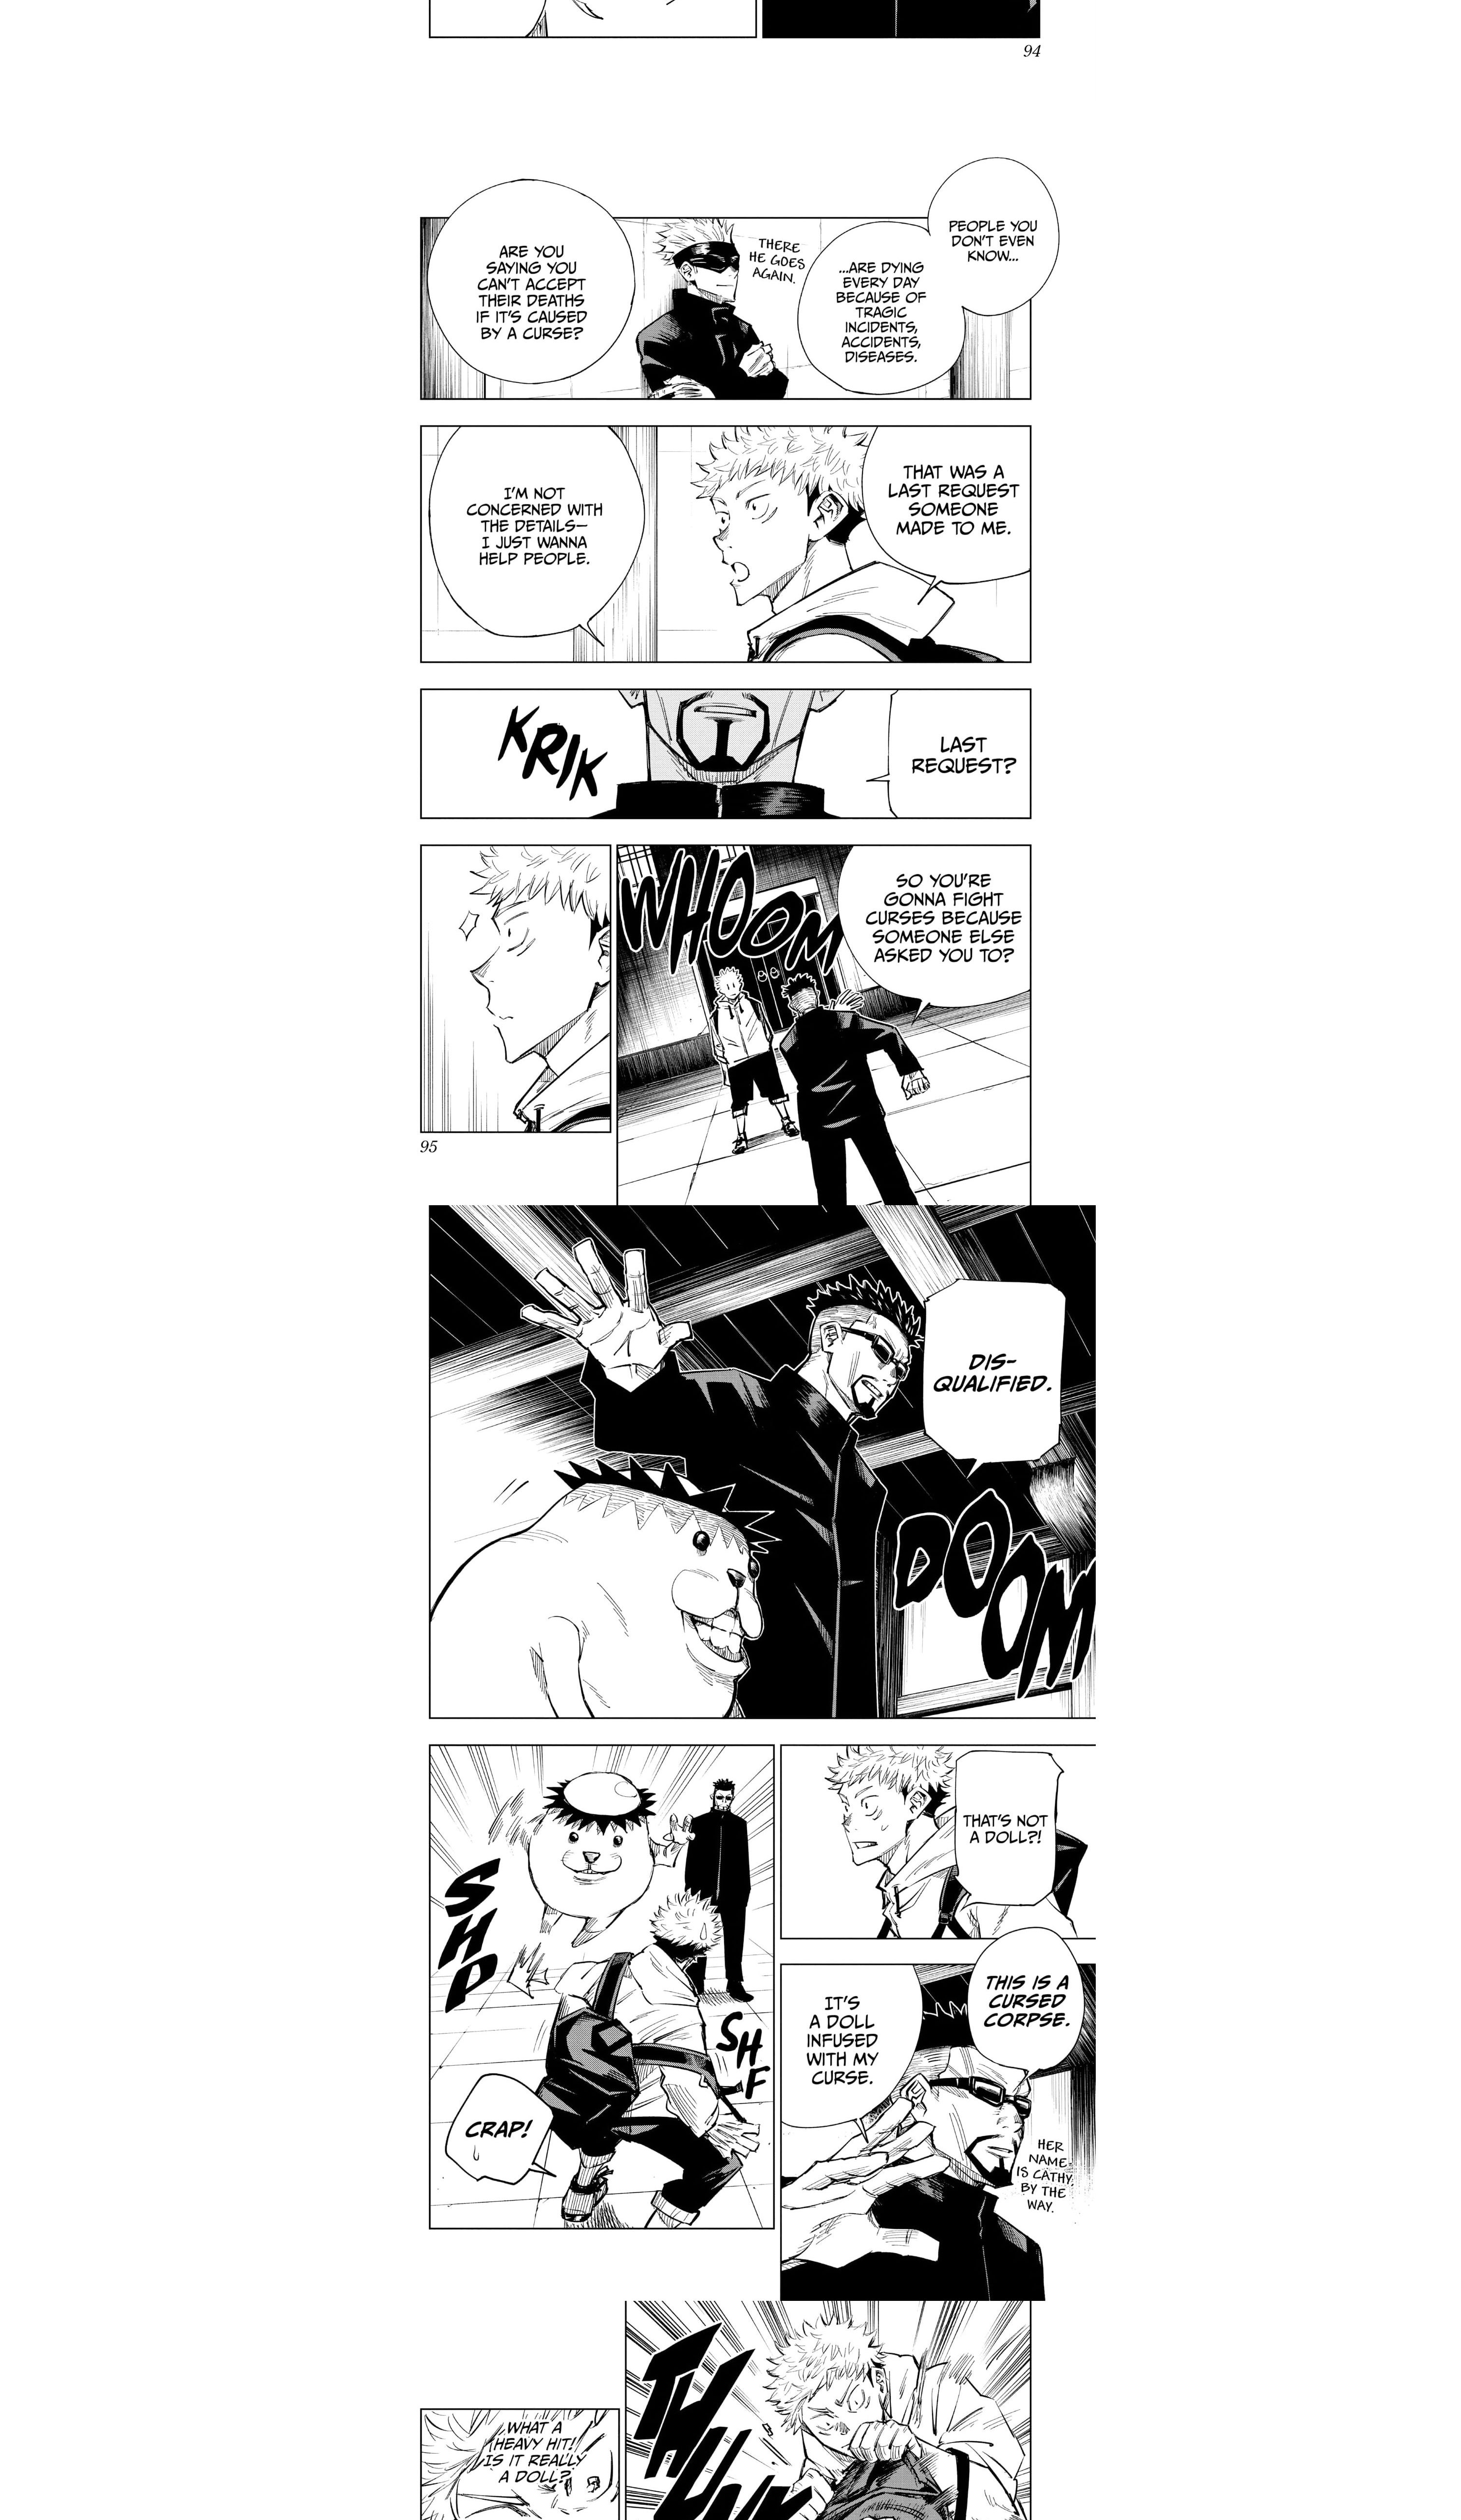 94
PEOPLE YOU
DON'T EVEN
KNOW...
...ARE DYING
EVERY DAY
BECAUSE OF
TRAGIC
INCIDENTS,
ACCIDENTS,
DISEASES.
THERE
HE GOES
AGAIN.
ARE YOU
SAYING YOU
CAN'T ACCEPT
THEIR DEATHS
IF IT'S CAUSED
BY A CURSE?
THAT WAS A
LAST REQUEST
SOMEONE
MADE TO ME.
I'M NOT
CONCERNED WITH
THE DETAILS—
I JUST WANNA
HELP PEOPLE.
LAST
REQUEST?
KRIK
SO YOU'RE
GONNA FIGHT
CURSES BECAUSE
SOMEONE ELSE
ASKED YOU TO?
WHOOM
95
DIS-
QUALIFIED.
DOOM
THAT'S NOT
A DOLL?!
THIS IS A
CURSED
CORPSE.
IT'S
A DOLL
INFUSED
WITH MY
CURSE.
HER
NAME
IS CATHY,
BY THE
WAY.
SHP
SHF
CRAP!
THUNK
WHAT A
HEAVY HIT!
IS IT REALLY
A DOLL?